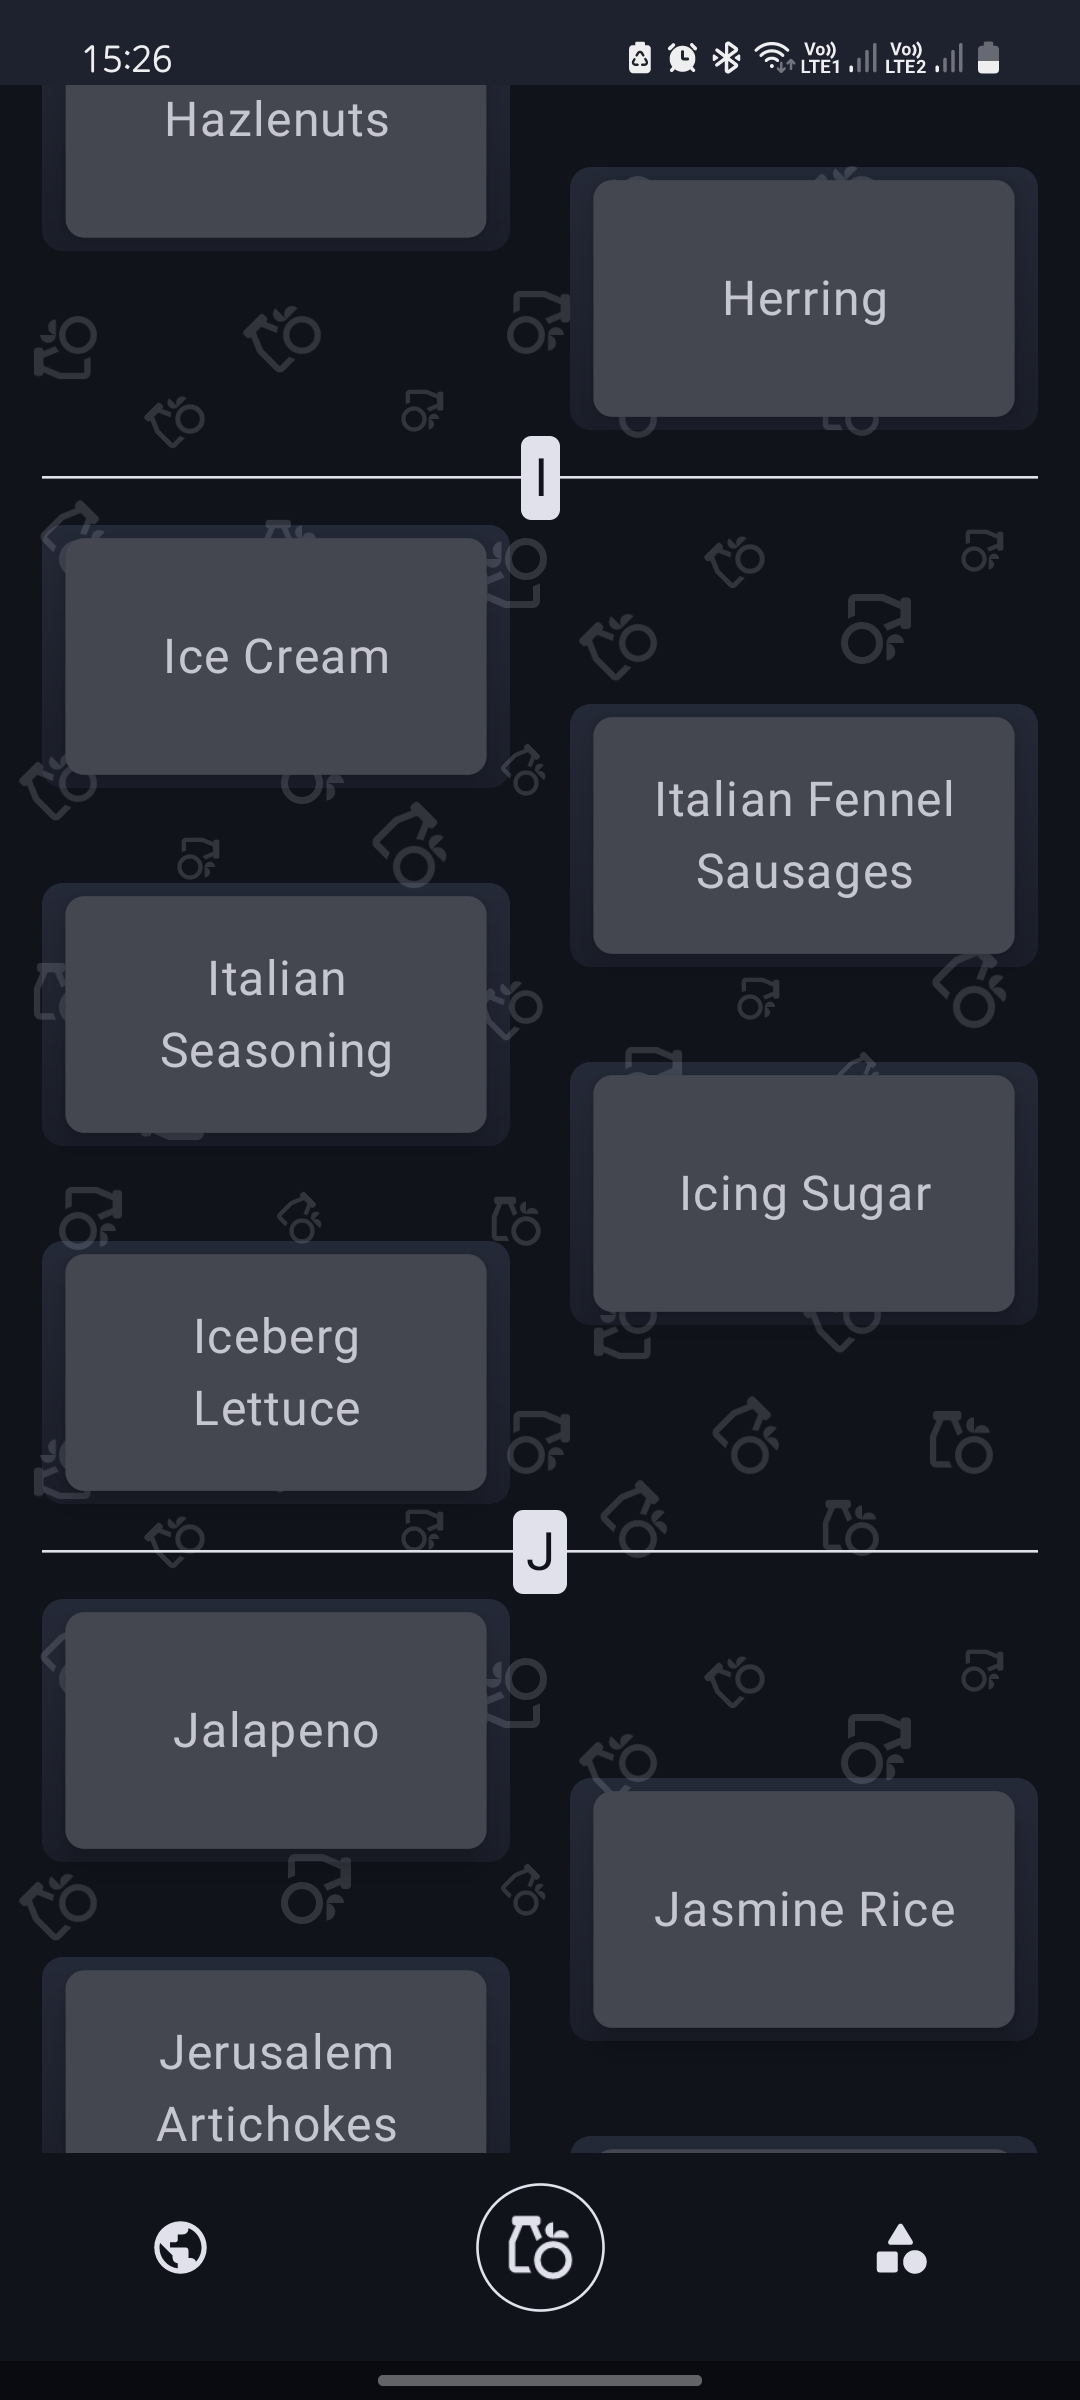 15:26
Vo)) LTE1
Vo)) LTE2
Hazlenuts
Herring
I
Ice Cream
Italian Fennel
Sausages
Italian
Seasoning
Icing Sugar
Iceberg
Lettuce
J
Jalapeno
Jasmine Rice
Jerusalem
Artichokes